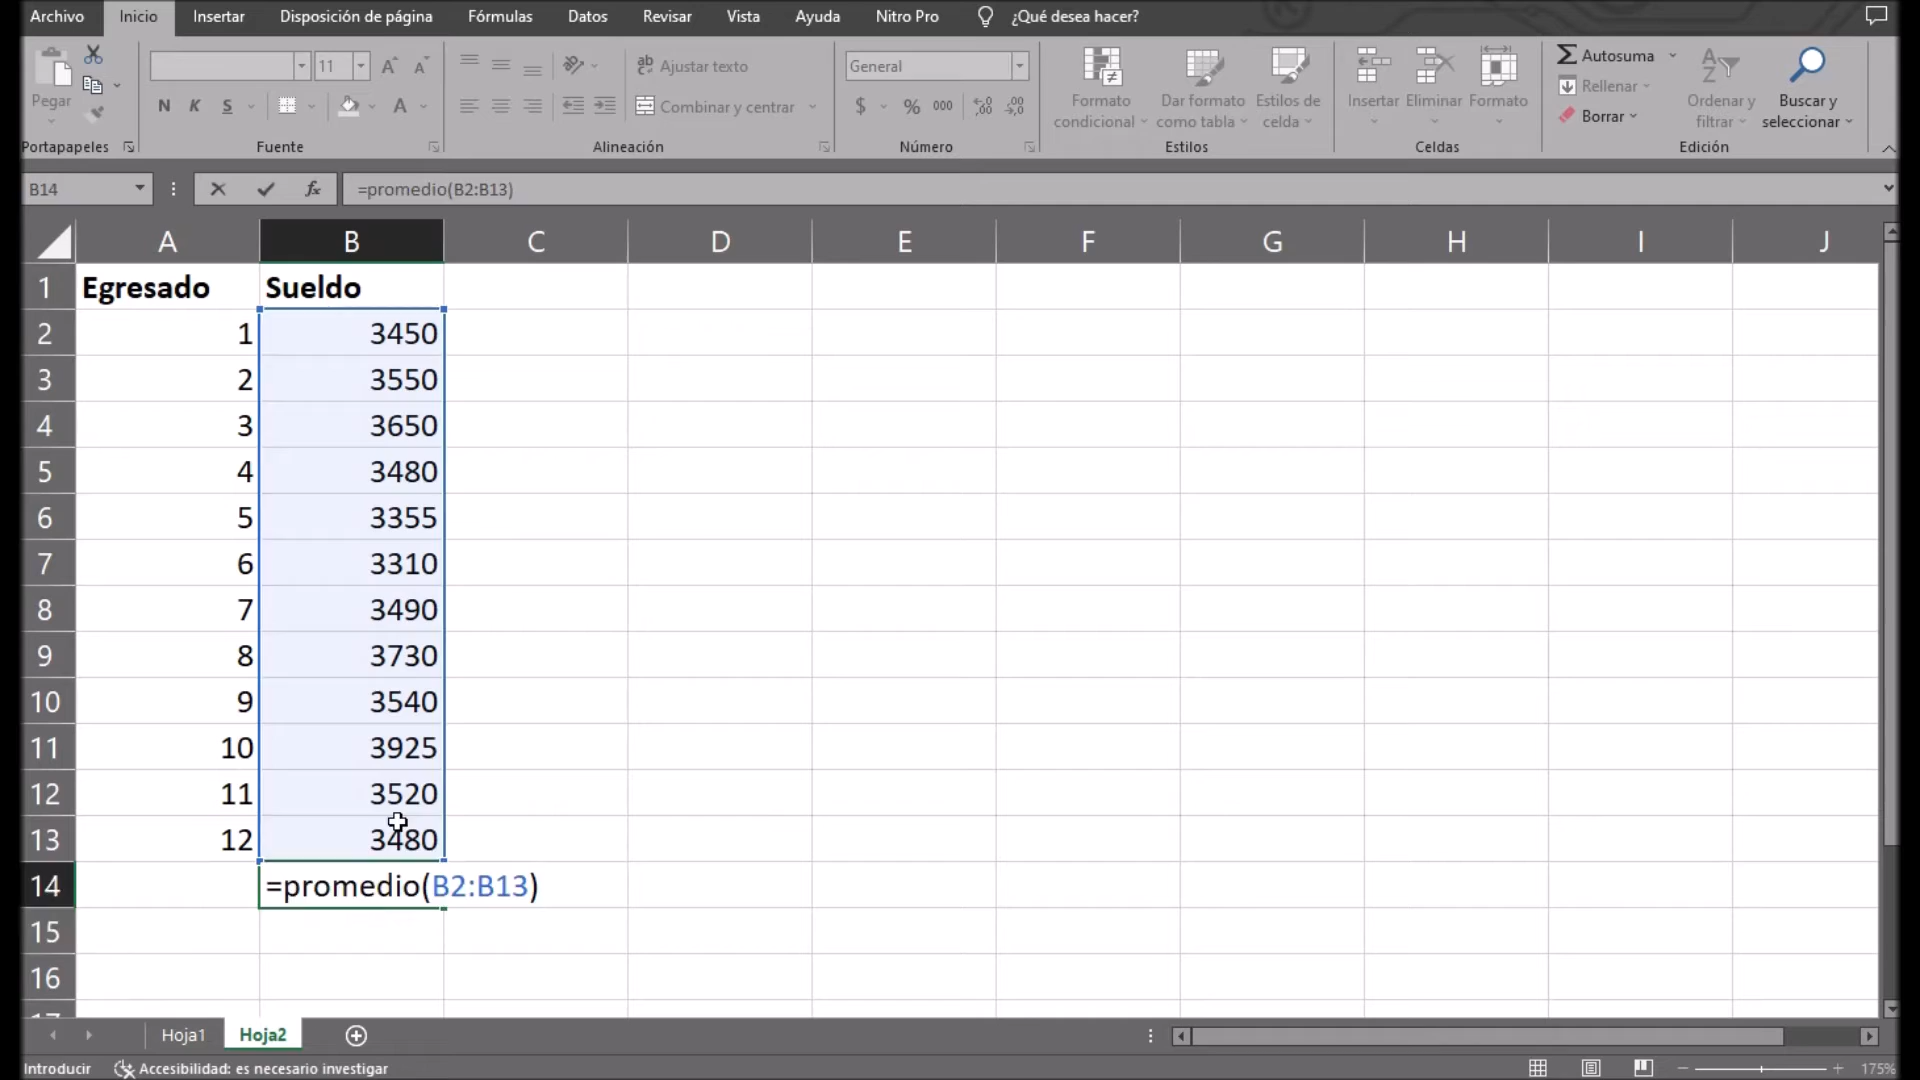 Archivo Inicio Insertar Disposición de página Fórmulas Datos Revisar Vista Ayuda Nitro Pro ¿Qué desea hacer?
Pegar
11
Ajustar texto
General
Autosuma
Rellenar
Borrar
N K S
A
Combinar y centrar
$ % 000
Formato condicional
Dar formato como tabla
Estilos de celda
Insertar Eliminar Formato
Ordenar y filtrar
Buscar y seleccionar
Portapapeles Fuente Alineación Número Estilos Celdas Edición
B14 fx =promedio(B2:B13)
A B C D E F G H I J
1 Egresado Sueldo
2 1 3450
3 2 3550
4 3 3650
5 4 3480
6 5 3355
7 6 3310
8 7 3490
9 8 3730
10 9 3540
11 10 3925
12 11 3520
13 12 3480
14 =promedio(B2:B13)
15
16
Hoja1 Hoja2
Introducir Accesibilidad: es necesario investigar 175%